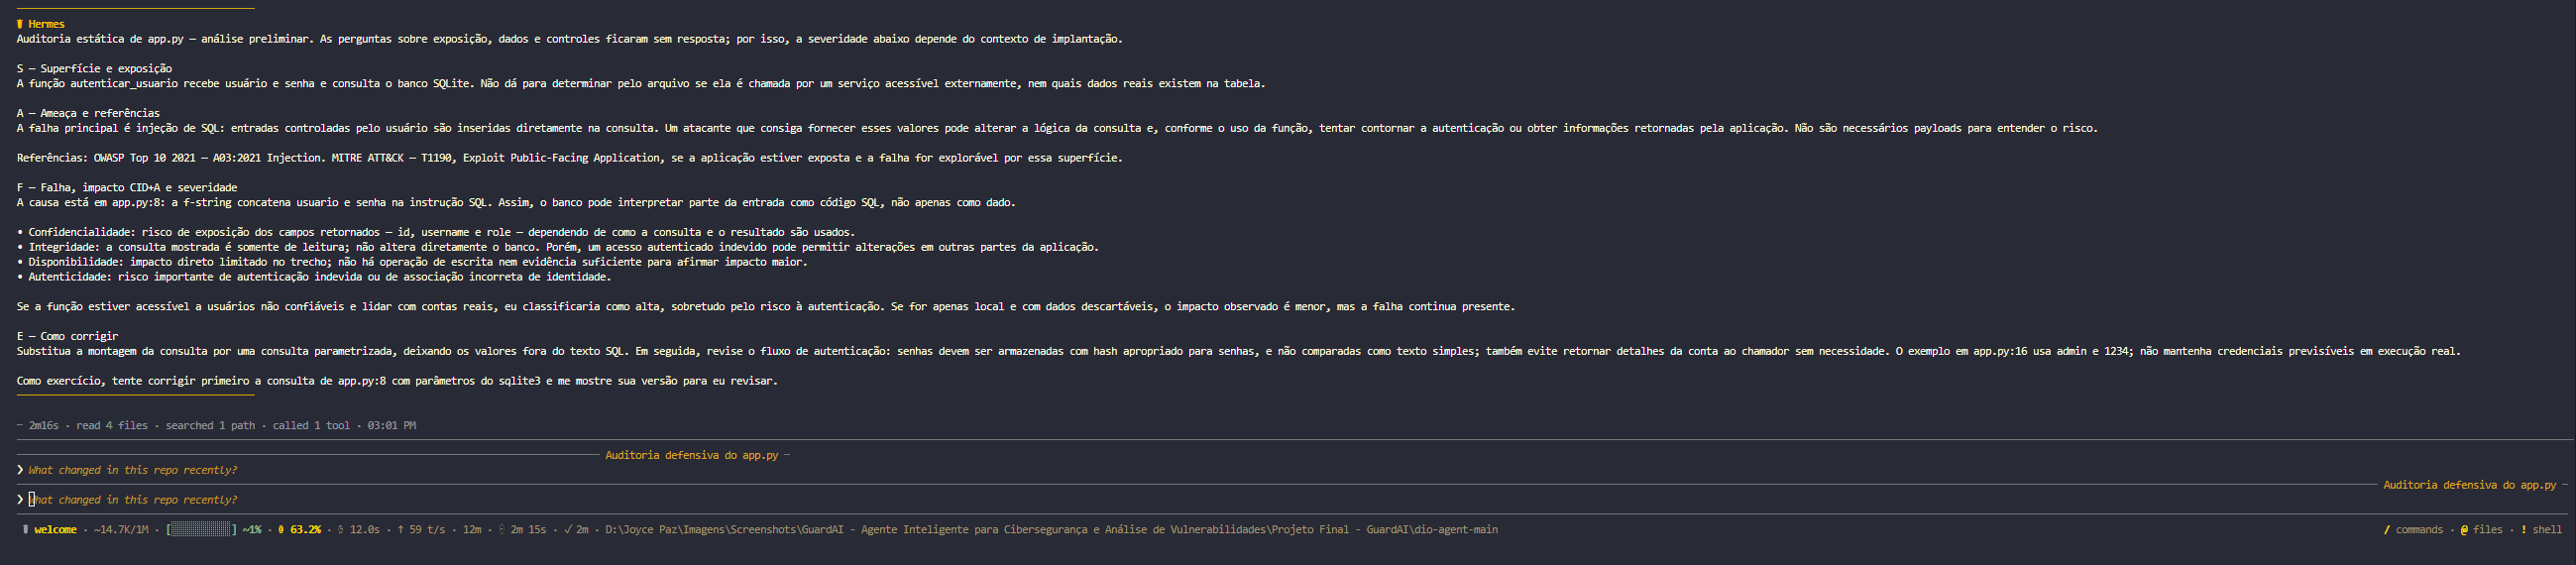 Hermes
Auditoria estática de app.py — análise preliminar. As perguntas sobre exposição, dados e controles ficaram sem resposta; por isso, a severidade abaixo depende do contexto de implantação.
S — Superfície e exposição
A função autenticar_usuario recebe usuário e senha e consulta o banco SQLite. Não dá para determinar pelo arquivo se ela é chamada por um serviço acessível externamente, nem quais dados reais existem na tabela.
A — Ameaça e referências
A falha principal é injeção de SQL: entradas controladas pelo usuário são inseridas diretamente na consulta. Um atacante que consiga fornecer esses valores pode alterar a lógica da consulta e, conforme o uso da função, tentar contornar a autenticação ou obter informações retornadas pela aplicação. Não são necessários payloads para entender o risco.
Referências: OWASP Top 10 2021 — A03:2021 Injection. MITRE ATT&CK — T1190, Exploit Public-Facing Application, se a aplicação estiver exposta e a falha for explorável por essa superfície.
F — Falha, impacto CID+A e severidade
A causa está em app.py:8: a f-string concatena usuario e senha na instrução SQL. Assim, o banco pode interpretar parte da entrada como código SQL, não apenas como dado.
• Confidencialidade: risco de exposição dos campos retornados — id, username e role — dependendo de como a consulta e o resultado são usados.
• Integridade: a consulta mostrada é somente de leitura; não altera diretamente o banco. Porém, um acesso autenticado indevido pode permitir alterações em outras partes da aplicação.
• Disponibilidade: impacto direto limitado no trecho; não há operação de escrita nem evidência suficiente para afirmar impacto maior.
• Autenticidade: risco importante de autenticação indevida ou de associação incorreta de identidade.
Se a função estiver acessível a usuários não confiáveis e lidar com contas reais, eu classificaria como alta, sobretudo pelo risco à autenticação. Se for apenas local e com dados descartáveis, o impacto observado é menor, mas a falha continua presente.
E — Como corrigir
Substitua a montagem da consulta por uma consulta parametrizada, deixando os valores fora do texto SQL. Em seguida, revise o fluxo de autenticação: senhas devem ser armazenadas com hash apropriado para senhas, e não comparadas como texto simples; também evite retornar detalhes da conta ao chamador sem necessidade. O exemplo em app.py:16 usa admin e 1234; não mantenha credenciais previsíveis em execução real.
Como exercício, tente corrigir primeiro a consulta de app.py:8 com parâmetros do sqlite3 e me mostre sua versão para eu revisar.
— 2m16s · read 4 files · searched 1 path · called 1 tool · 03:01 PM
Auditoria defensiva do app.py —
❯ What changed in this repo recently?
Auditoria defensiva do app.py —
❯ What changed in this repo recently?
welcome · ~14.7K/1M · [░░░░░░░░░░] ~1% · 63.2% · 12.0s · ↑ 59 t/s · 12m · 2m 15s · ✓ 2m · D:\Joyce Paz\Imagens\Screenshots\GuardAI - Agente Inteligente para Cibersegurança e Análise de Vulnerabilidades\Projeto Final - GuardAI\dio-agent-main / commands · @ files · ! shell